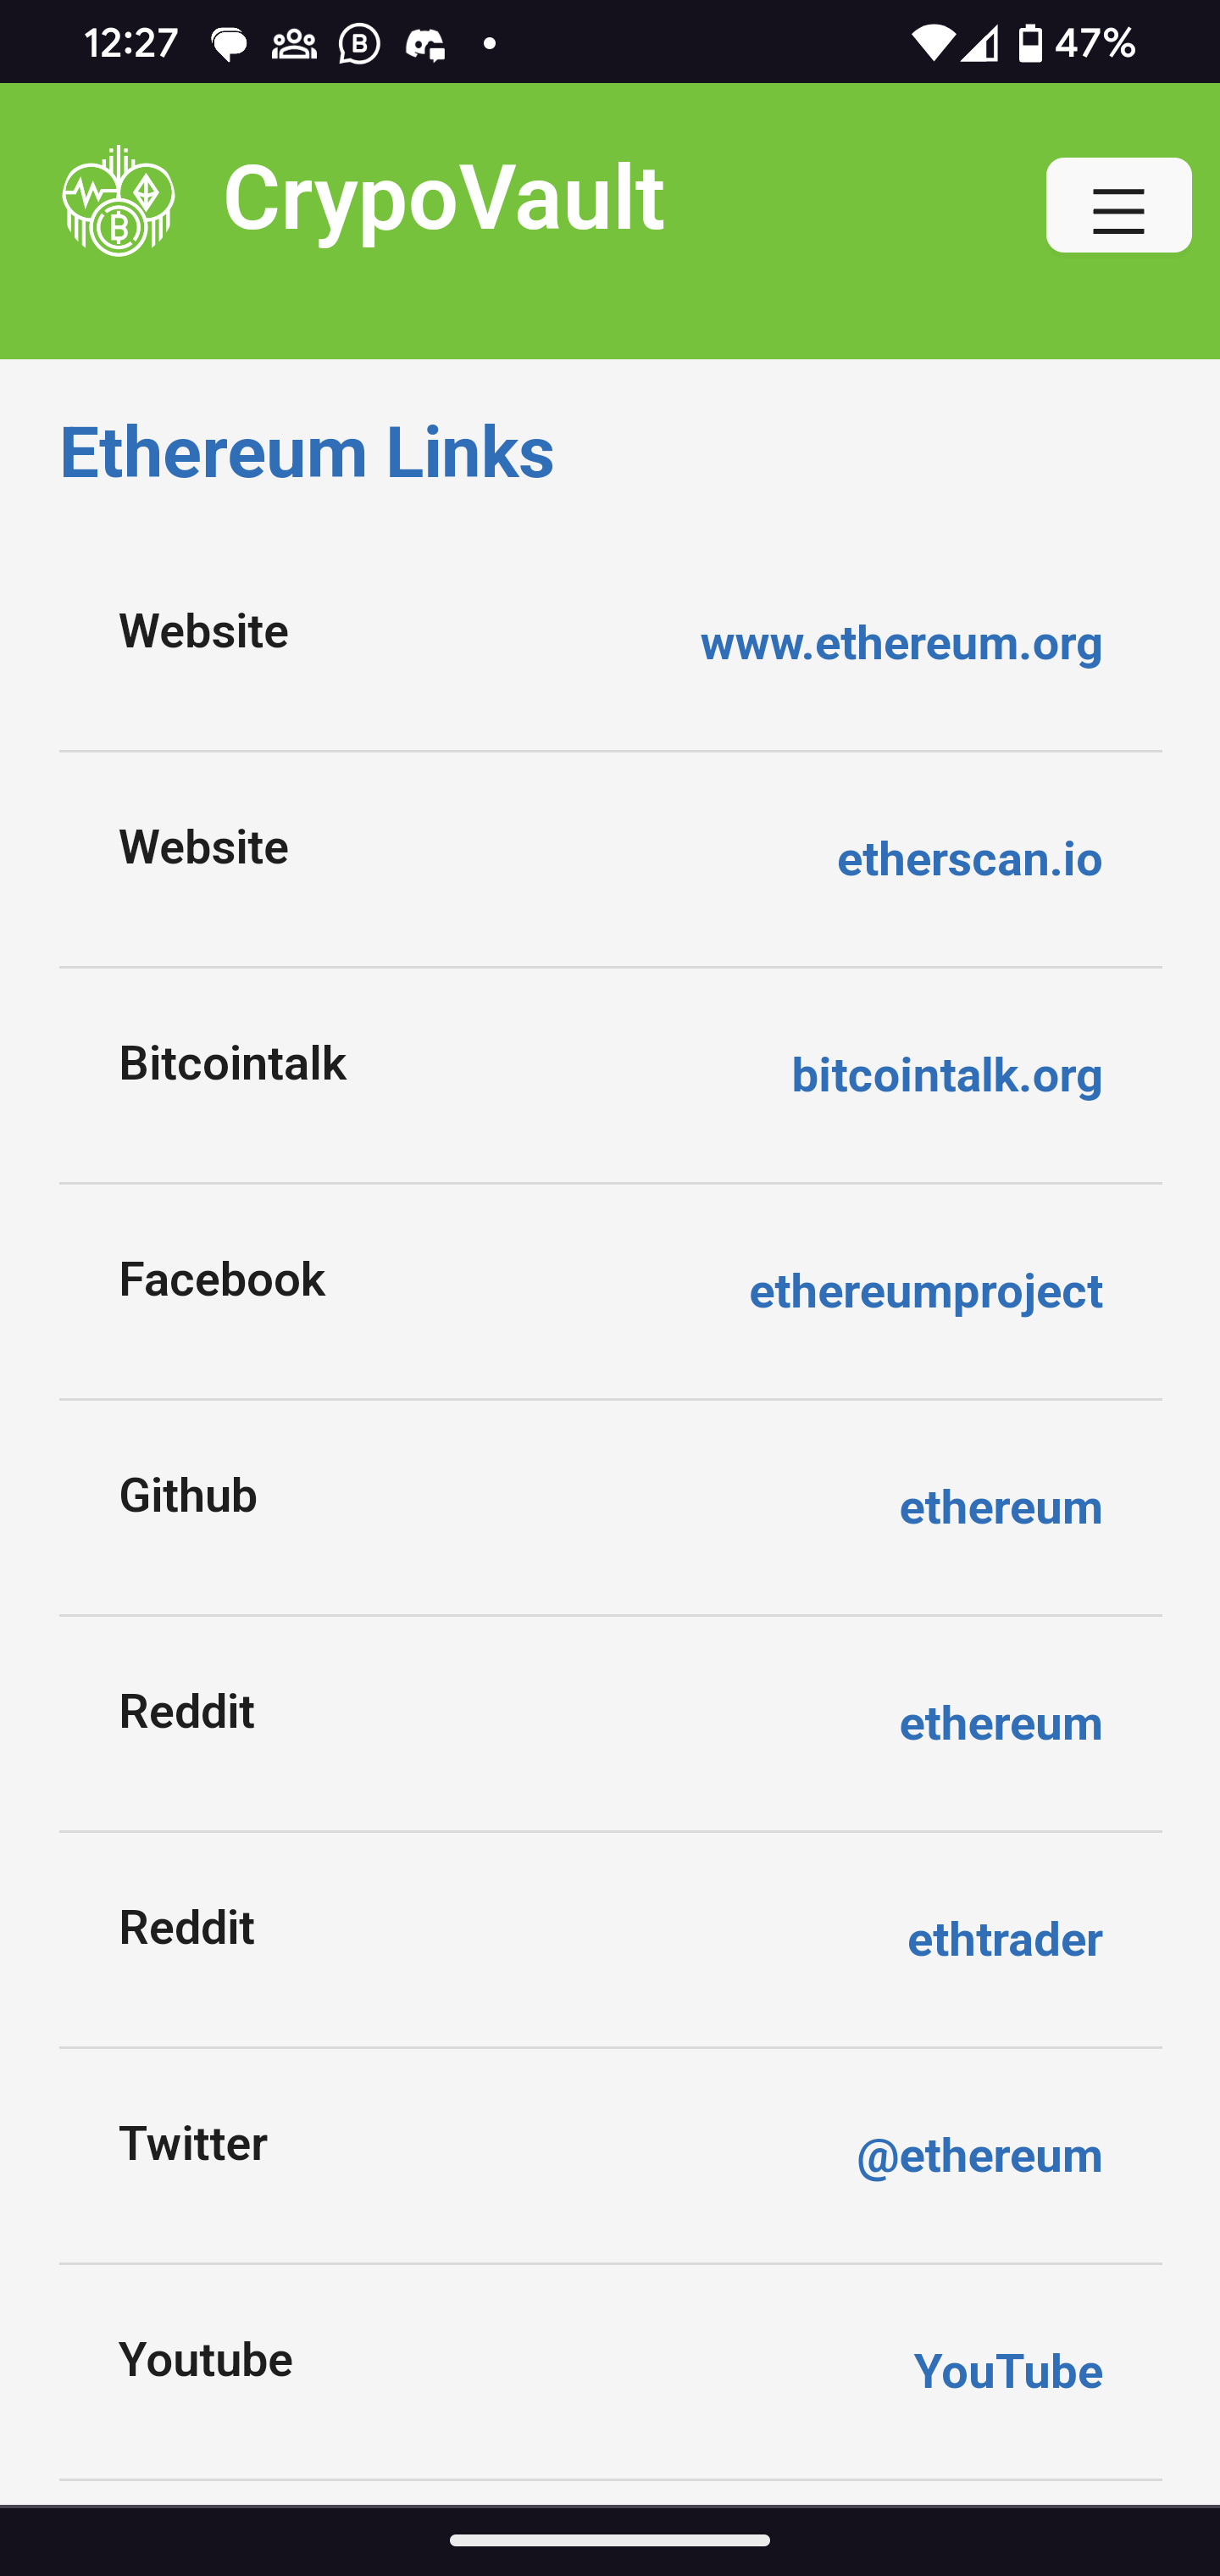 12:27 47%
CrypoVault
Ethereum Links
Website www.ethereum.org
Website etherscan.io
Bitcointalk bitcointalk.org
Facebook ethereumproject
Github ethereum
Reddit ethereum
Reddit ethtrader
Twitter @ethereum
Youtube YouTube